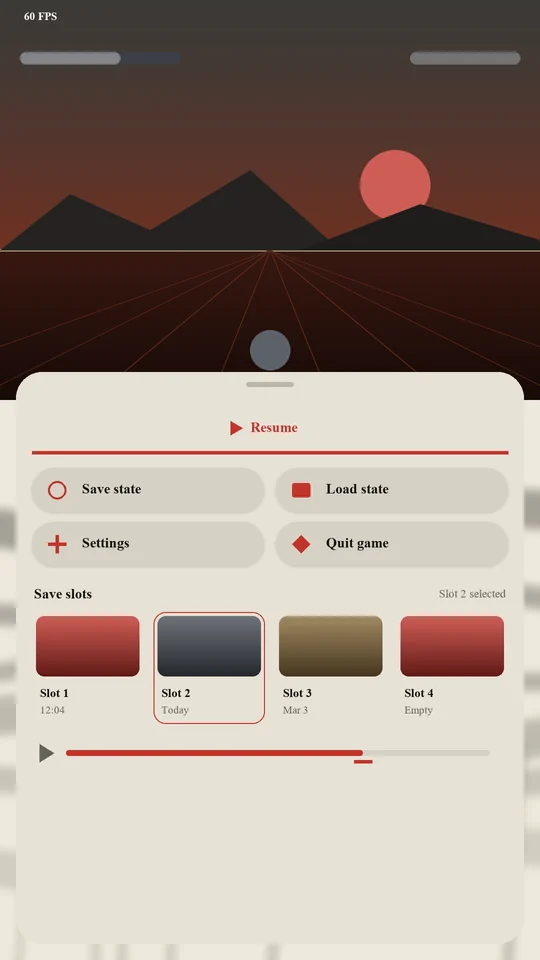 60 FPS
Resume
Save state
Load state
Settings
Quit game
Save slots
Slot 2 selected
Slot 1
12:04
Slot 2
Today
Slot 3
Mar 3
Slot 4
Empty